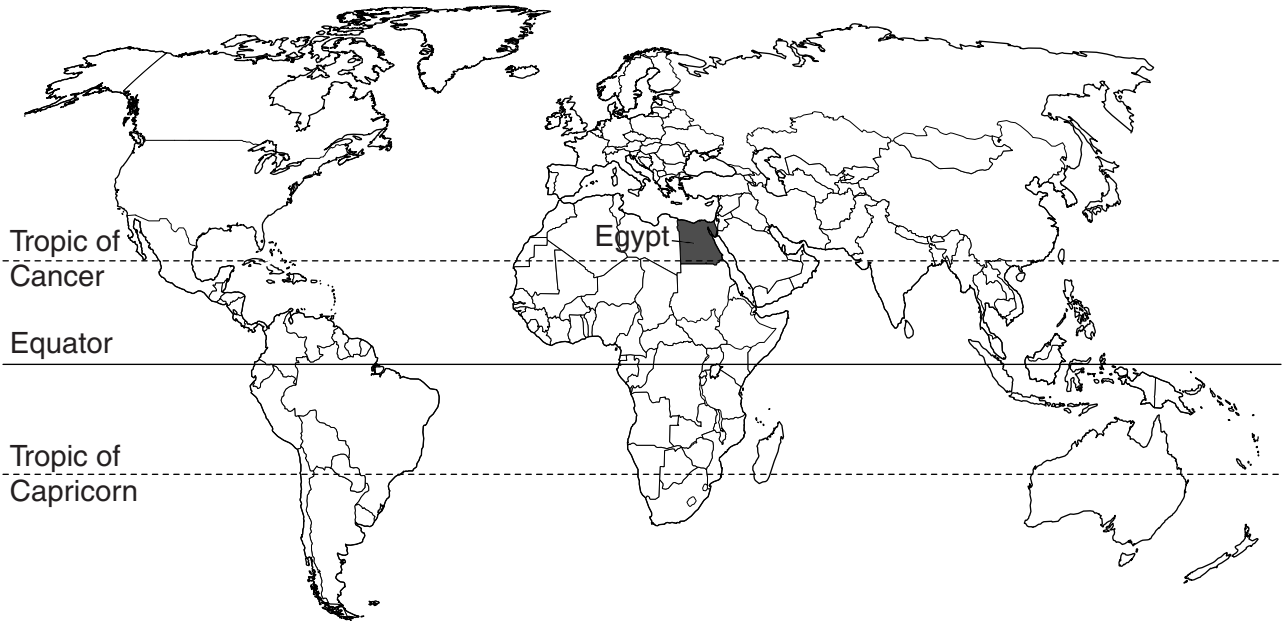 Egypt
Tropic of
Cancer
Equator
Tropic of
Capricorn